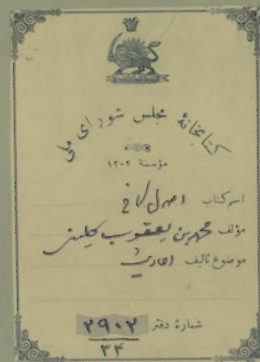 کتابخانهٔ مجلس شورای ملی
مؤسسهٔ ۱۳۰۲
اسم کتاب اصول کافی
مؤلف محمد بن یعقوب کلینی
موضوع تألیف احادیث
شمارهٔ دفتر ۲۹۰۲
۳۴